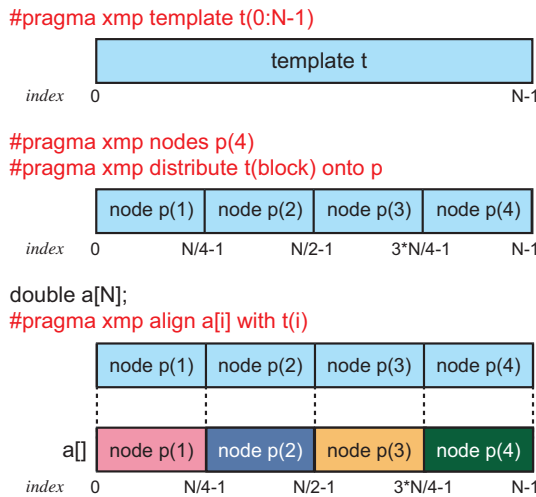 #pragma xmp template t(0:N-1)
template t
index 0 N-1
#pragma xmp nodes p(4)
#pragma xmp distribute t(block) onto p
node p(1) node p(2) node p(3) node p(4)
index 0 N/4-1 N/2-1 3*N/4-1 N-1
double a[N];
#pragma xmp align a[i] with t(i)
node p(1) node p(2) node p(3) node p(4)
a[] node p(1) node p(2) node p(3) node p(4)
index 0 N/4-1 N/2-1 3*N/4-1 N-1